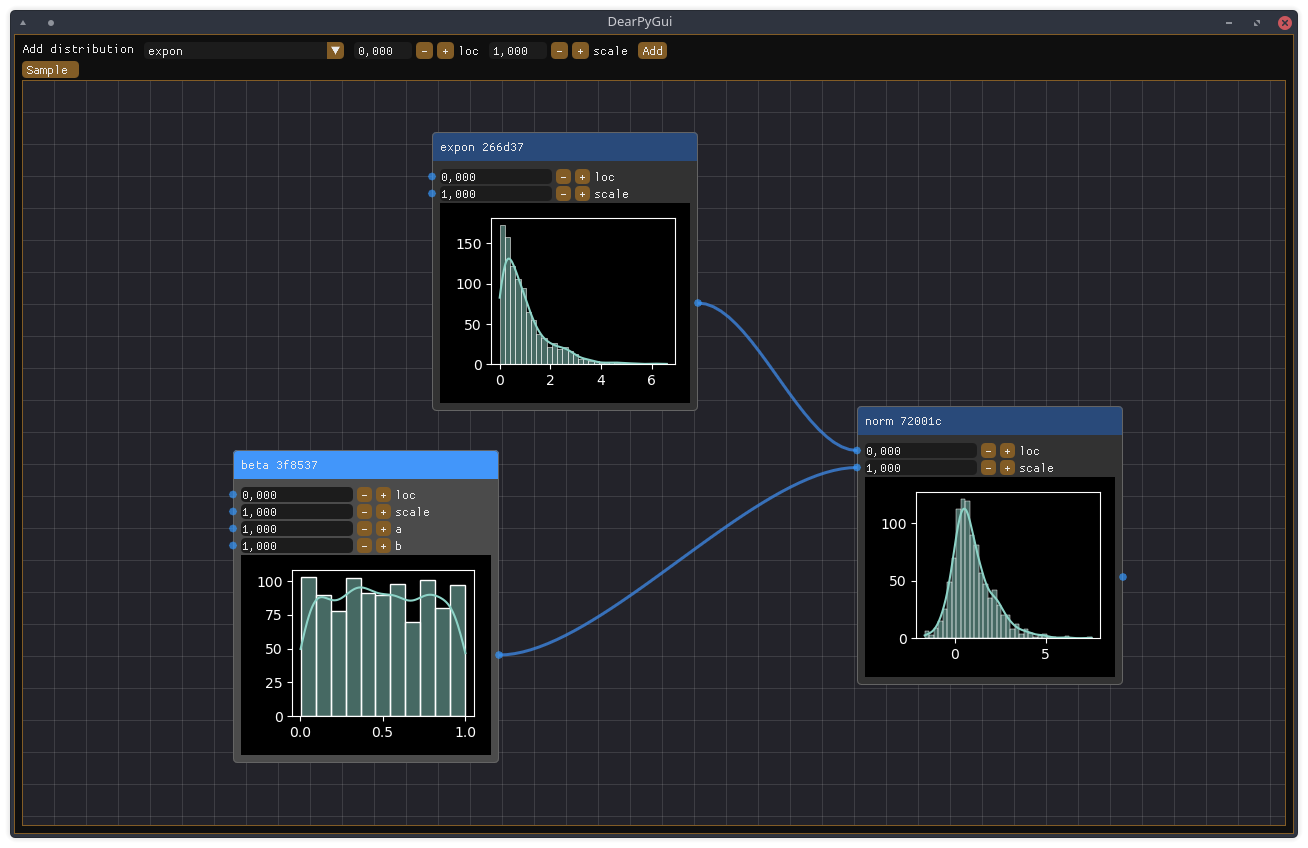 DearPyGui
Add distribution expon 0,000 - + loc 1,000 - + scale Add
Sample
expon 266d37
0,000 - + loc
1,000 - + scale
150
100
50
0
0 2 4 6
beta 3f8537
0,000 - + loc
1,000 - + scale
1,000 - + a
1,000 - + b
100
75
50
25
0
0.0 0.5 1.0
norm 72001c
0,000 - + loc
1,000 - + scale
100
50
0
0 5